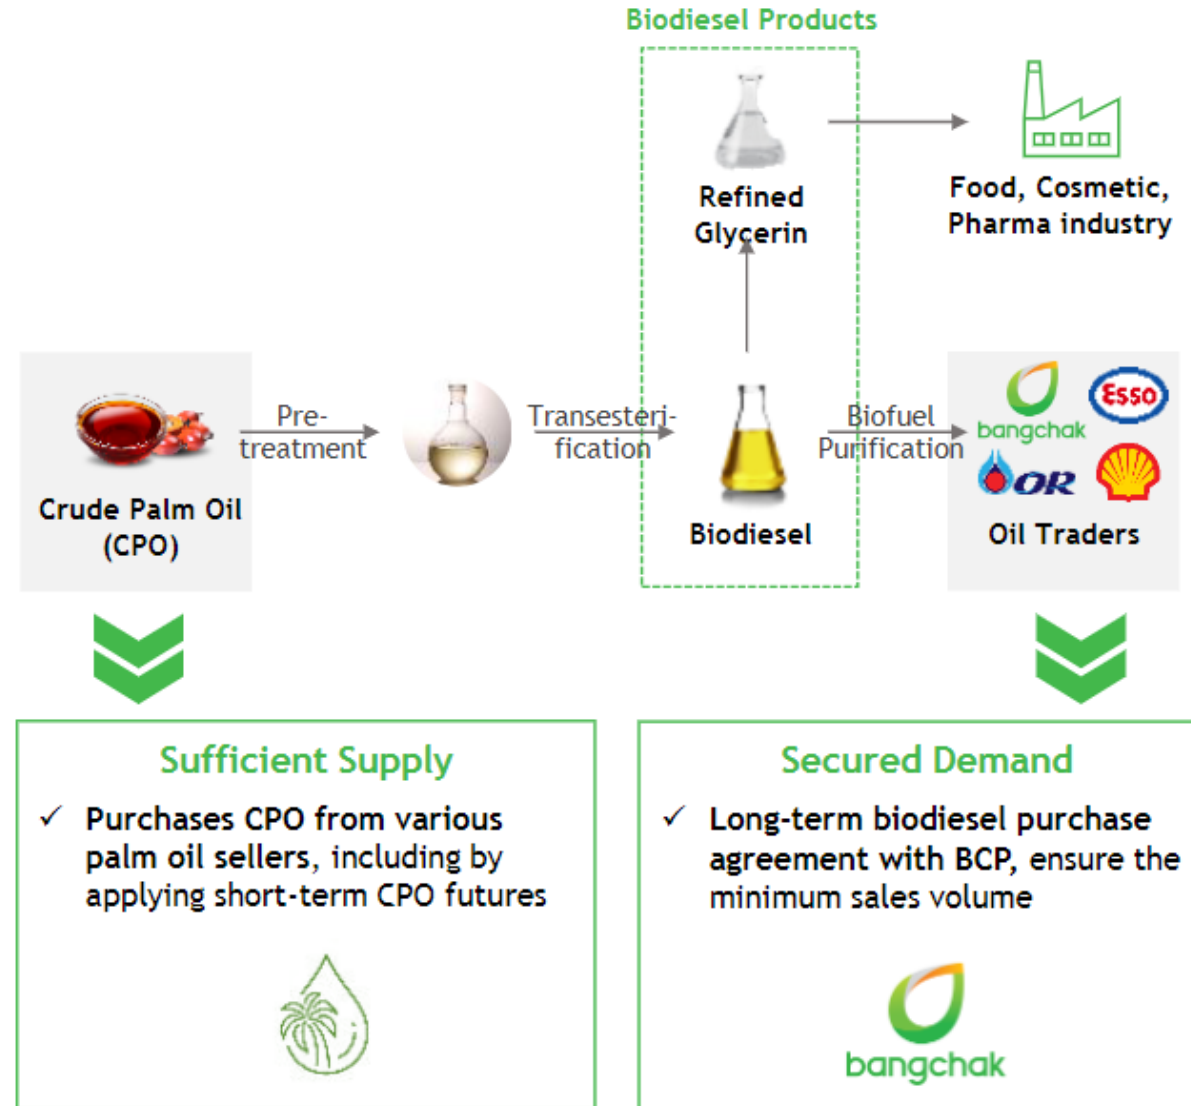 Biodiesel Products
Refined
Glycerin
Food, Cosmetic,
Pharma industry
Crude Palm Oil
(CPO)
Pre-
treatment
Transesteri-
fication
Biodiesel
Biofuel
Purification
bangchak
Esso
OR
Oil Traders
Sufficient Supply
✓ Purchases CPO from various
palm oil sellers, including by
applying short-term CPO futures
Secured Demand
✓ Long-term biodiesel purchase
agreement with BCP, ensure the
minimum sales volume
bangchak